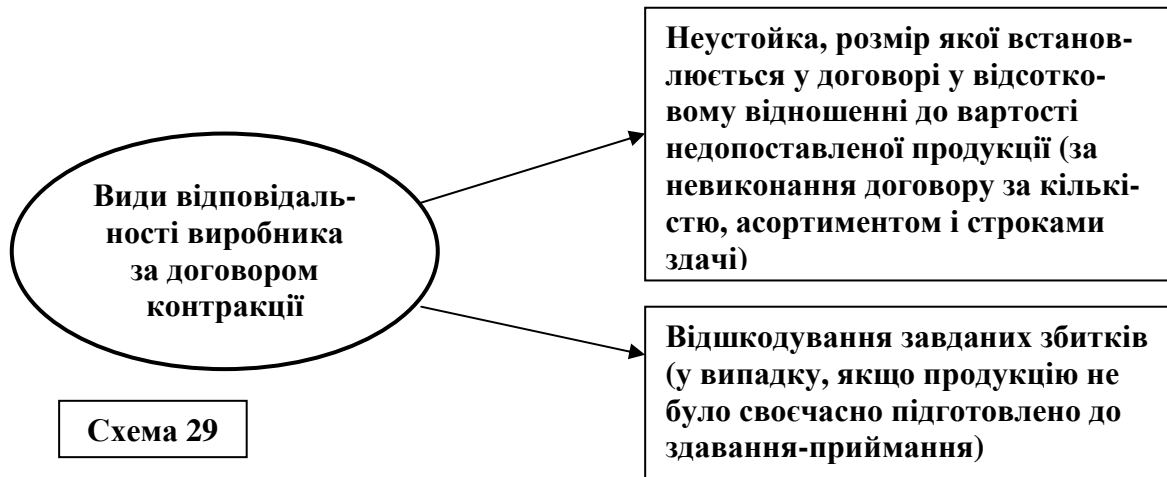 Неустойка, розмір якої встанов-
люється у договорі у відсотко-
вому відношенні до вартості
недопоставленої продукції (за
невиконання договору за кількі-
стю, асортиментом і строками
здачі)
Види відповідаль-
ності виробника
за договором
контракції
Відшкодування завданих збитків
(у випадку, якщо продукцію не
було своєчасно підготовлено до
здавання-приймання)
Схема 29